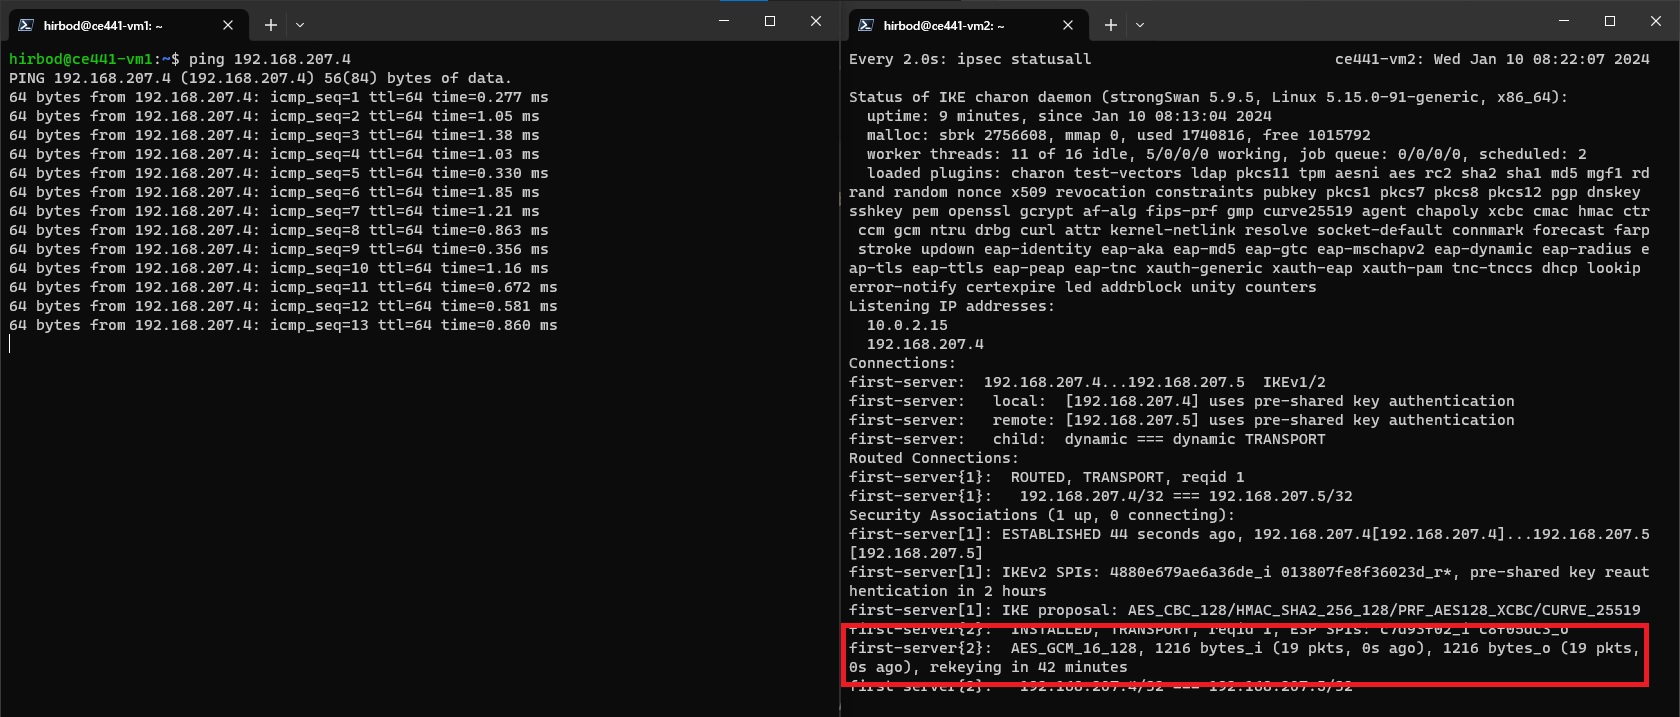 hirbod@ce441-vm1: ~
hirbod@ce441-vm1:~$ ping 192.168.207.4
PING 192.168.207.4 (192.168.207.4) 56(84) bytes of data.
64 bytes from 192.168.207.4: icmp_seq=1 ttl=64 time=0.277 ms
64 bytes from 192.168.207.4: icmp_seq=2 ttl=64 time=1.05 ms
64 bytes from 192.168.207.4: icmp_seq=3 ttl=64 time=1.38 ms
64 bytes from 192.168.207.4: icmp_seq=4 ttl=64 time=1.03 ms
64 bytes from 192.168.207.4: icmp_seq=5 ttl=64 time=0.330 ms
64 bytes from 192.168.207.4: icmp_seq=6 ttl=64 time=1.85 ms
64 bytes from 192.168.207.4: icmp_seq=7 ttl=64 time=1.21 ms
64 bytes from 192.168.207.4: icmp_seq=8 ttl=64 time=0.863 ms
64 bytes from 192.168.207.4: icmp_seq=9 ttl=64 time=0.356 ms
64 bytes from 192.168.207.4: icmp_seq=10 ttl=64 time=1.16 ms
64 bytes from 192.168.207.4: icmp_seq=11 ttl=64 time=0.672 ms
64 bytes from 192.168.207.4: icmp_seq=12 ttl=64 time=0.581 ms
64 bytes from 192.168.207.4: icmp_seq=13 ttl=64 time=0.860 ms
hirbod@ce441-vm2: ~
Every 2.0s: ipsec statusall ce441-vm2: Wed Jan 10 08:22:07 2024
Status of IKE charon daemon (strongSwan 5.9.5, Linux 5.15.0-91-generic, x86_64):
uptime: 9 minutes, since Jan 10 08:13:04 2024
malloc: sbrk 2756608, mmap 0, used 1740816, free 1015792
worker threads: 11 of 16 idle, 5/0/0/0 working, job queue: 0/0/0/0, scheduled: 2
loaded plugins: charon test-vectors ldap pkcs11 tpm aesni aes rc2 sha2 sha1 md5 mgf1 rd
rand random nonce x509 revocation constraints pubkey pkcs1 pkcs7 pkcs8 pkcs12 pgp dnskey
sshkey pem openssl gcrypt af-alg fips-prf gmp curve25519 agent chapoly xcbc cmac hmac ctr
ccm gcm ntru drbg curl attr kernel-netlink resolve socket-default connmark forecast farp
stroke updown eap-identity eap-aka eap-md5 eap-gtc eap-mschapv2 eap-dynamic eap-radius e
ap-tls eap-ttls eap-peap eap-tnc xauth-generic xauth-eap xauth-pam tnc-tnccs dhcp lookip
error-notify certexpire led addrblock unity counters
Listening IP addresses:
10.0.2.15
192.168.207.4
Connections:
first-server: 192.168.207.4...192.168.207.5 IKEv1/2
first-server: local: [192.168.207.4] uses pre-shared key authentication
first-server: remote: [192.168.207.5] uses pre-shared key authentication
first-server: child: dynamic === dynamic TRANSPORT
Routed Connections:
first-server{1}: ROUTED, TRANSPORT, reqid 1
first-server{1}: 192.168.207.4/32 === 192.168.207.5/32
Security Associations (1 up, 0 connecting):
first-server[1]: ESTABLISHED 44 seconds ago, 192.168.207.4[192.168.207.4]...192.168.207.5
[192.168.207.5]
first-server[1]: IKEv2 SPIs: 4880e679ae6a36de_i 013807fe8f36023d_r*, pre-shared key reaut
hentication in 2 hours
first-server[1]: IKE proposal: AES_CBC_128/HMAC_SHA2_256_128/PRF_AES128_XCBC/CURVE_25519
first-server{2}: INSTALLED, TRANSPORT, reqid 1, ESP SPIs:
first-server{2}: AES_GCM_16_128, 1216 bytes_i (19 pkts, 0s ago), 1216 bytes_o (19 pkts,
0s ago), rekeying in 42 minutes
first-server{2}: 192.168.207.4/32 === 192.168.207.5/32